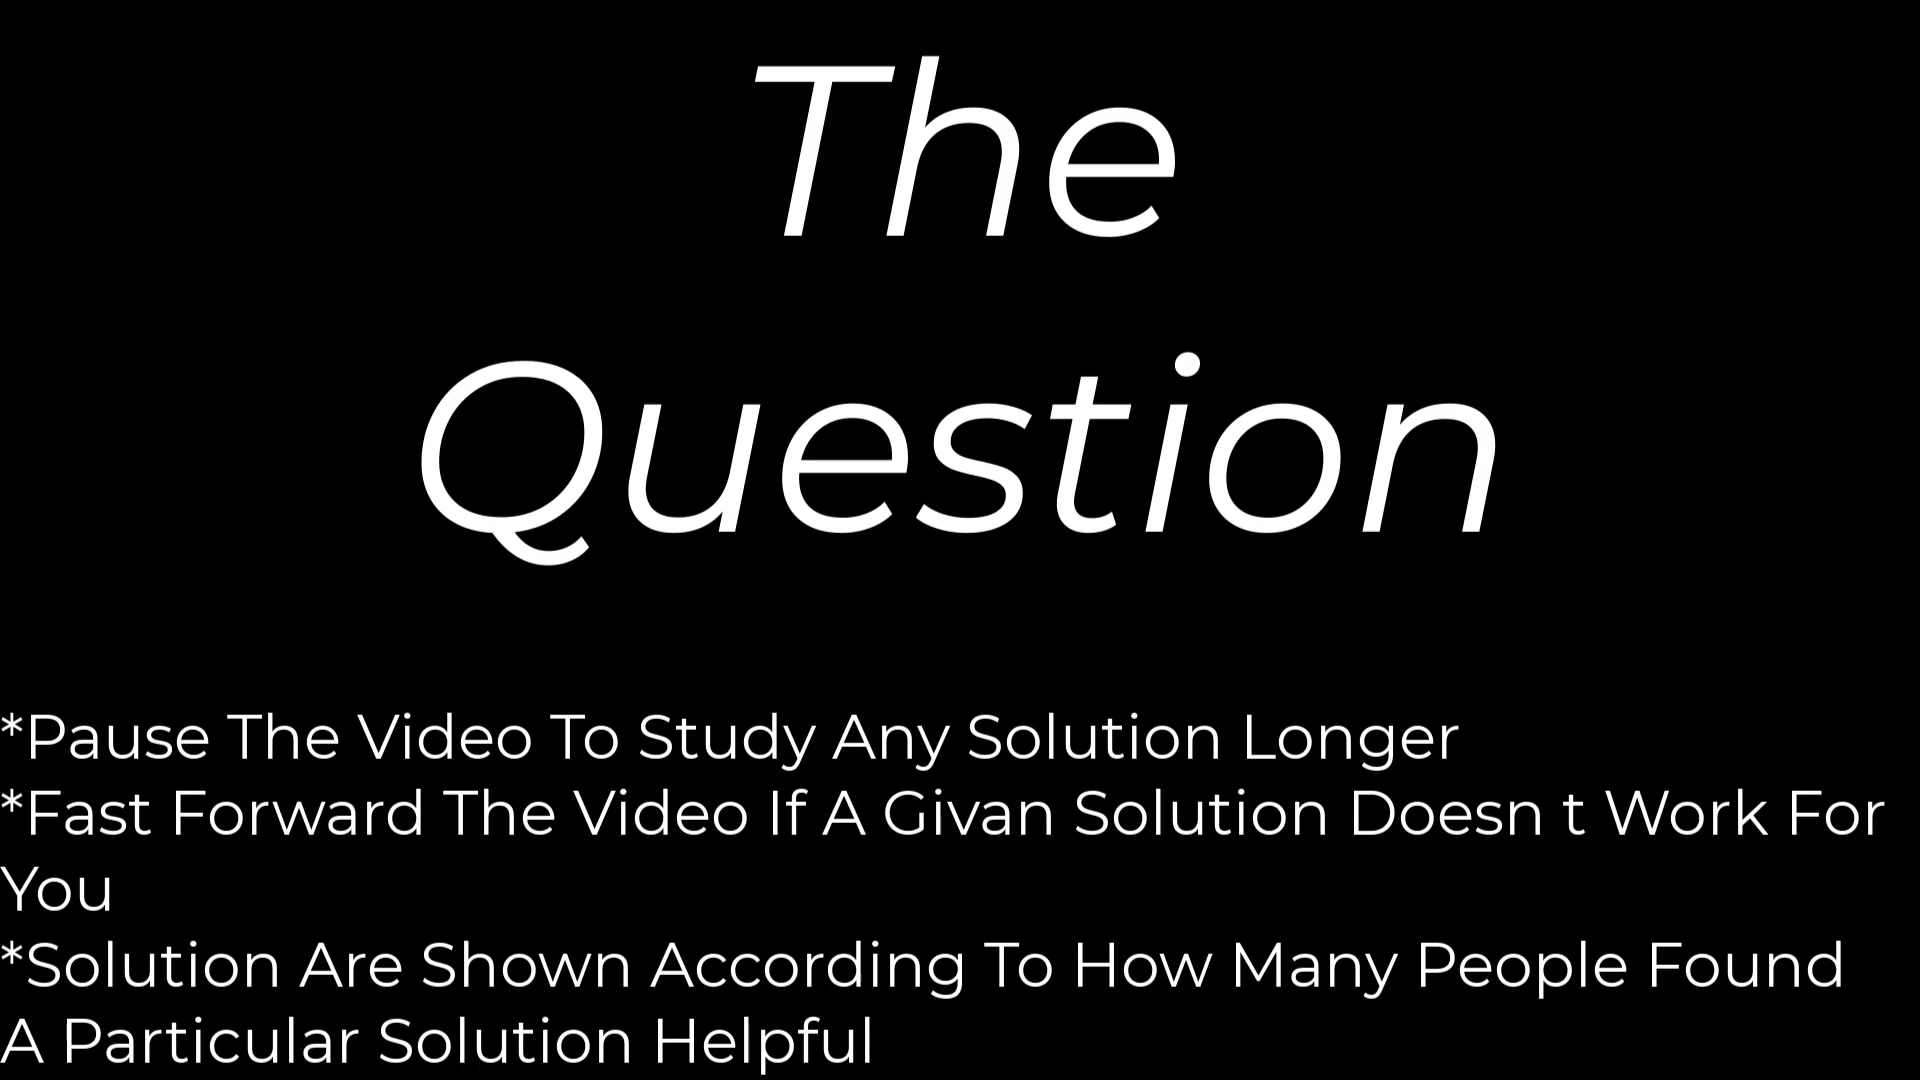 The
Question
*Pause The Video To Study Any Solution Longer
*Fast Forward The Video If A Givan Solution Doesn t Work For
You
*Solution Are Shown According To How Many People Found
A Particular Solution Helpful